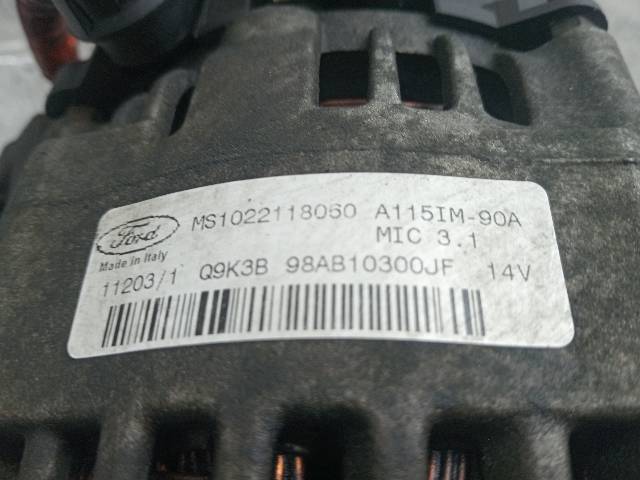 Ford MS1022118060 A115IM-90A
Made in Italy MIC 3.1
11203/1 Q9K3B 98AB10300JF 14V